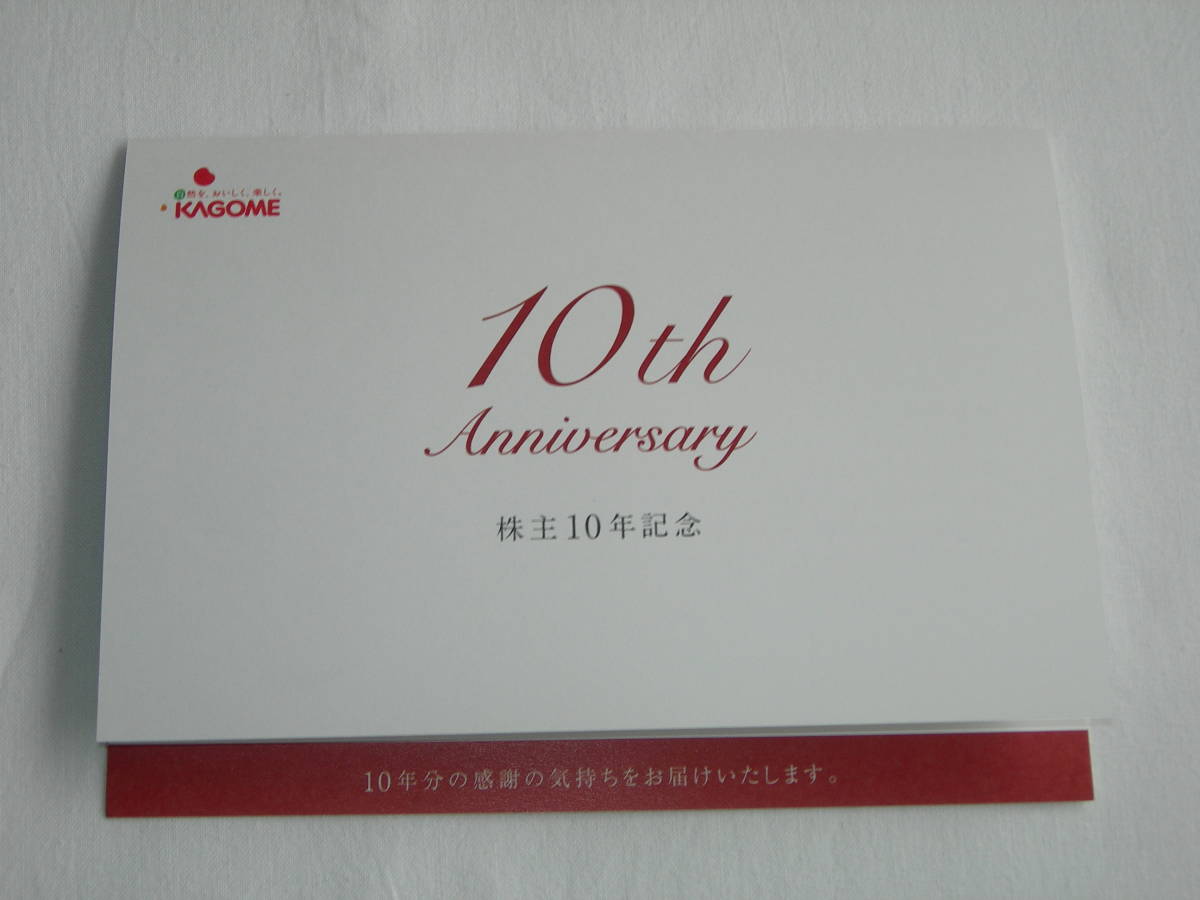 自然を、おいしく、楽しく。
KAGOME
10th
Anniversary
株主10年記念
10年分の感謝の気持ちをお届けいたします。